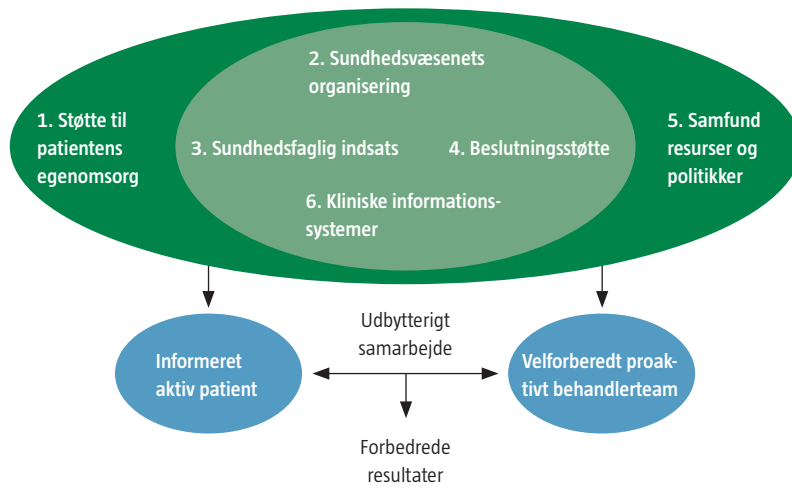 2. Sundhedsvæsenets
organisering
1. Støtte til
patientens
egenomsorg
3. Sundhedsfaglig indsats
4. Beslutningsstøtte
5. Samfund
resurser og
politikker
6. Kliniske informations-
systemer
Udbytterigt
samarbejde
Informeret
aktiv patient
Velforberedt proak-
tivt behandlerteam
Forbedrede
resultater